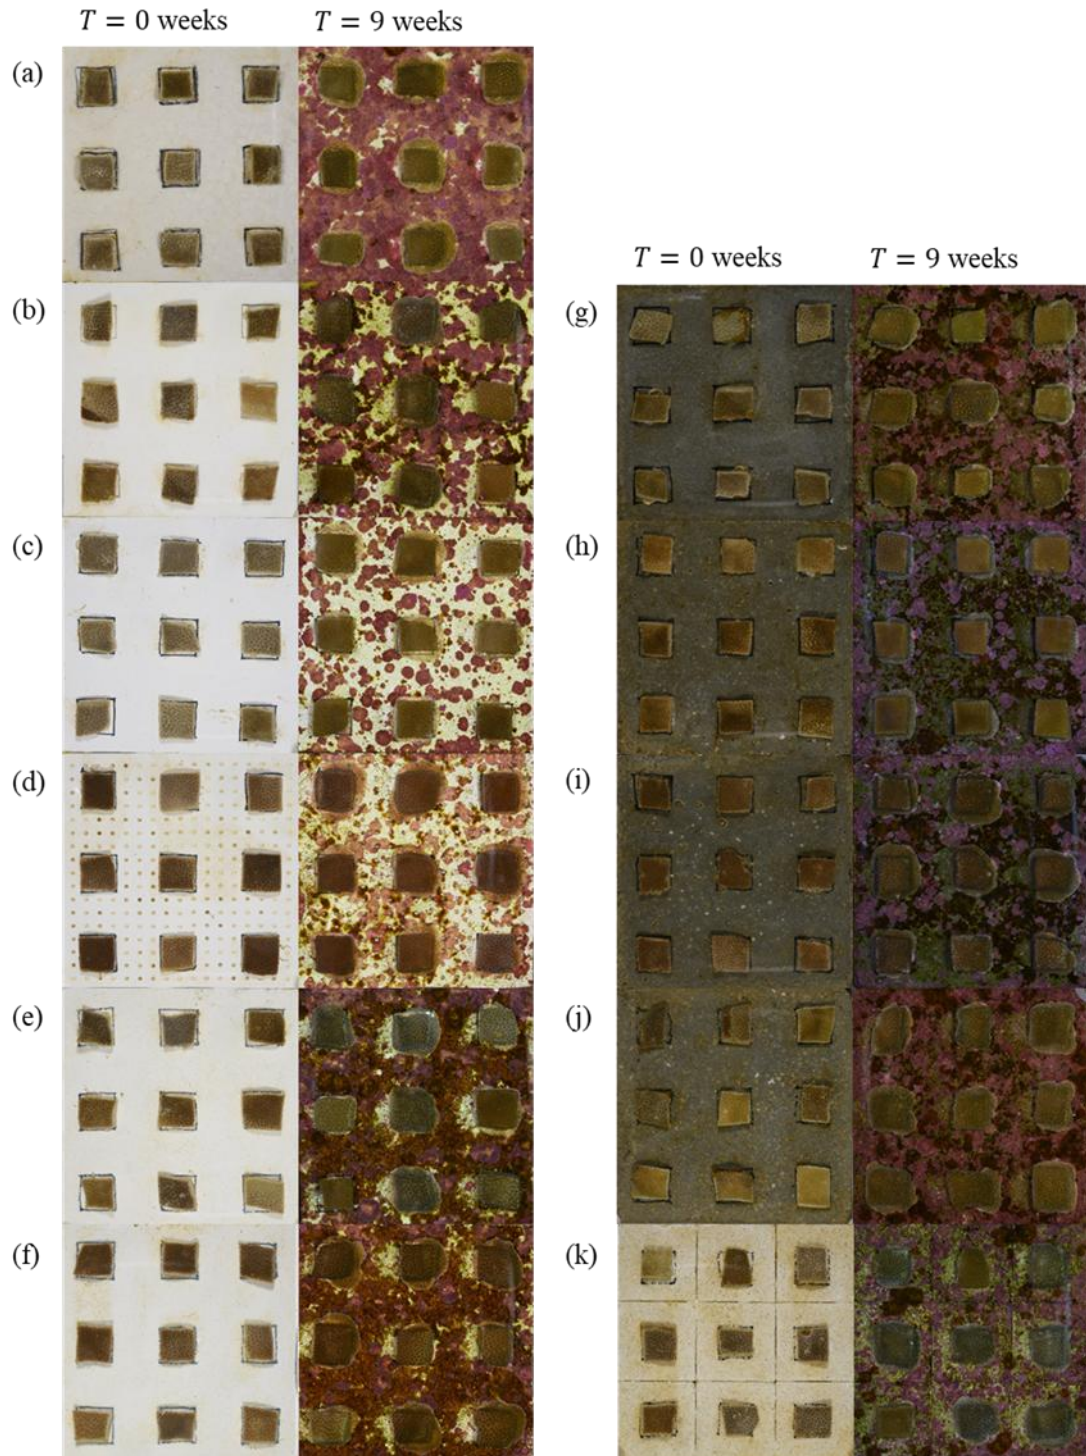 T = 0 weeks T = 9 weeks
(a)
(b)
(c)
(d)
(e)
(f)
T = 0 weeks T = 9 weeks
(g)
(h)
(i)
(j)
(k)